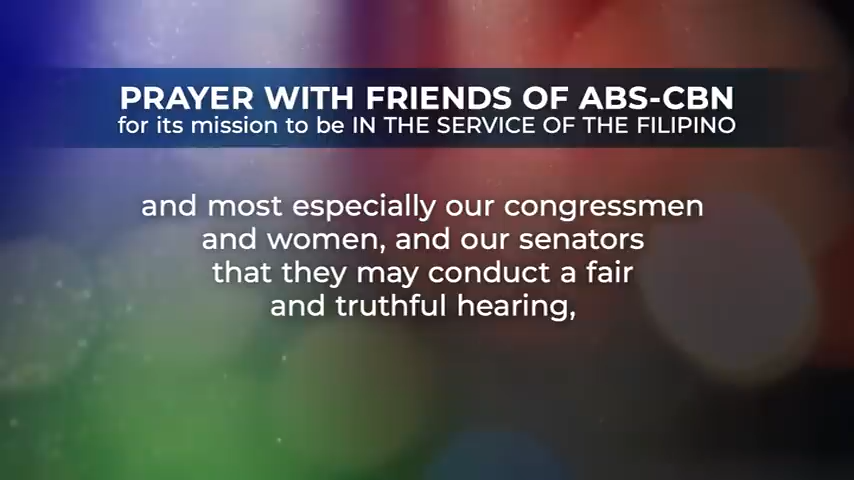 PRAYER WITH FRIENDS OF ABS-CBN
for its mission to be IN THE SERVICE OF THE FILIPINO
and most especially our congressmen
and women, and our senators
that they may conduct a fair
and truthful hearing,